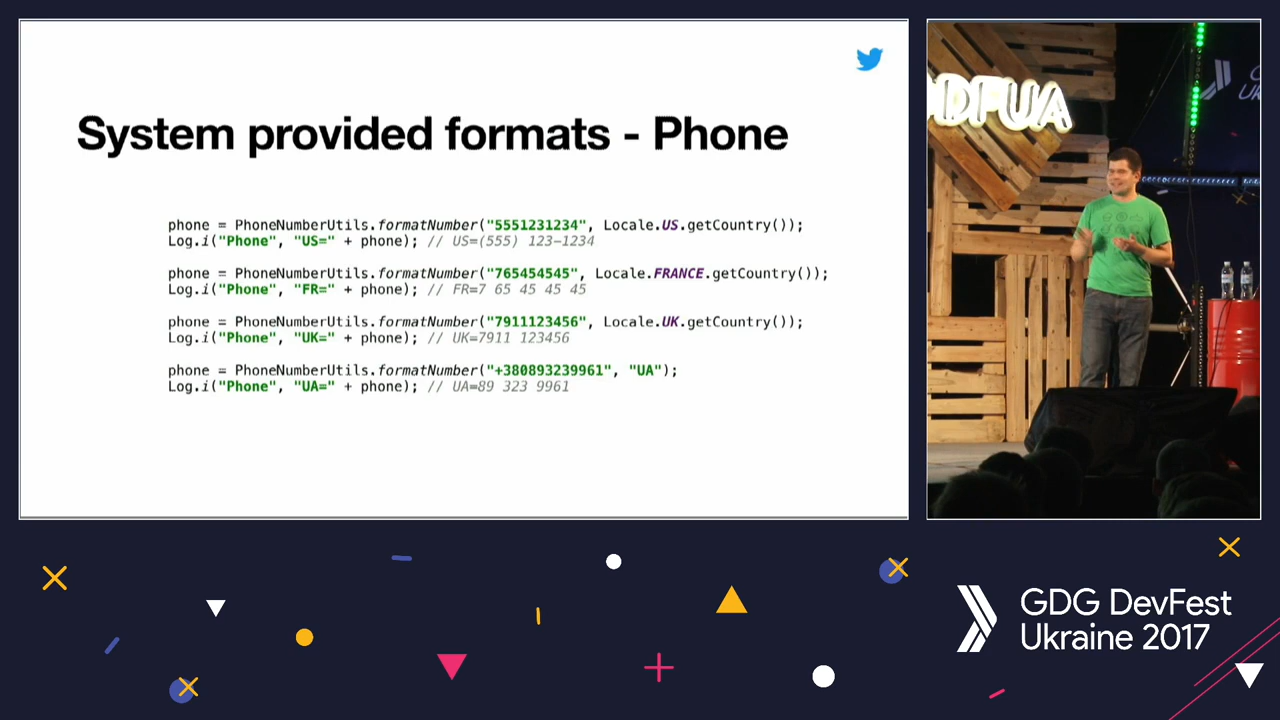 System provided formats - Phone
phone = PhoneNumberUtils.formatNumber("5551231234", Locale.US.getCountry());
Log.i("Phone", "US=" + phone); // US=(555) 123-1234
phone = PhoneNumberUtils.formatNumber("765454545", Locale.FRANCE.getCountry());
Log.i("Phone", "FR=" + phone); // FR=7 65 45 45 45
phone = PhoneNumberUtils.formatNumber("7911123456", Locale.UK.getCountry());
Log.i("Phone", "UK=" + phone); // UK=7911 123456
phone = PhoneNumberUtils.formatNumber("+380893239961", "UA");
Log.i("Phone", "UA=" + phone); // UA=89 323 9961
DFUA
GDG DevFest
Ukraine 2017